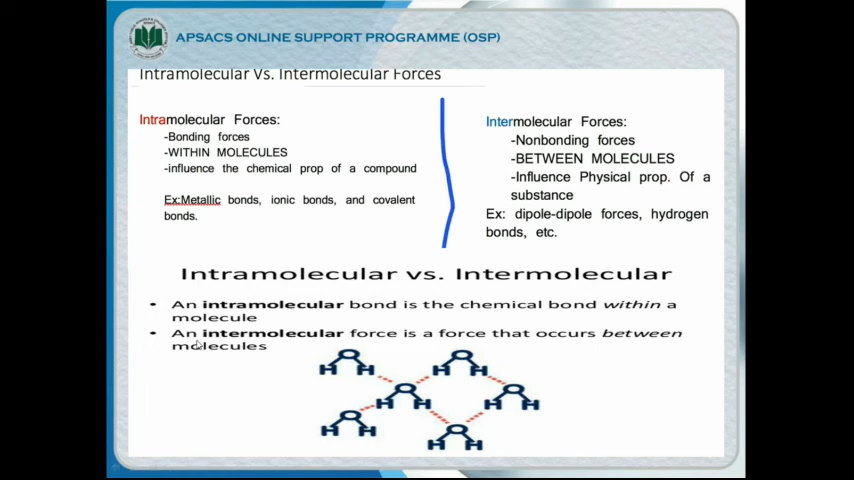 APSACS ONLINE SUPPORT PROGRAMME (OSP)
Intramolecular Vs. Intermolecular Forces
Intramolecular Forces:
-Bonding forces
-WITHIN MOLECULES
-influence the chemical prop of a compound
Ex:Metallic bonds, ionic bonds, and covalent
bonds.
Intermolecular Forces:
-Nonbonding forces
-BETWEEN MOLECULES
-Influence Physical prop. Of a
substance
Ex: dipole-dipole forces, hydrogen
bonds, etc.
Intramolecular vs. Intermolecular
• An intramolecular bond is the chemical bond within a
molecule
• An intermolecular force is a force that occurs between
molecules
O O
H H H H
O O
H H H H
O O
H H H H